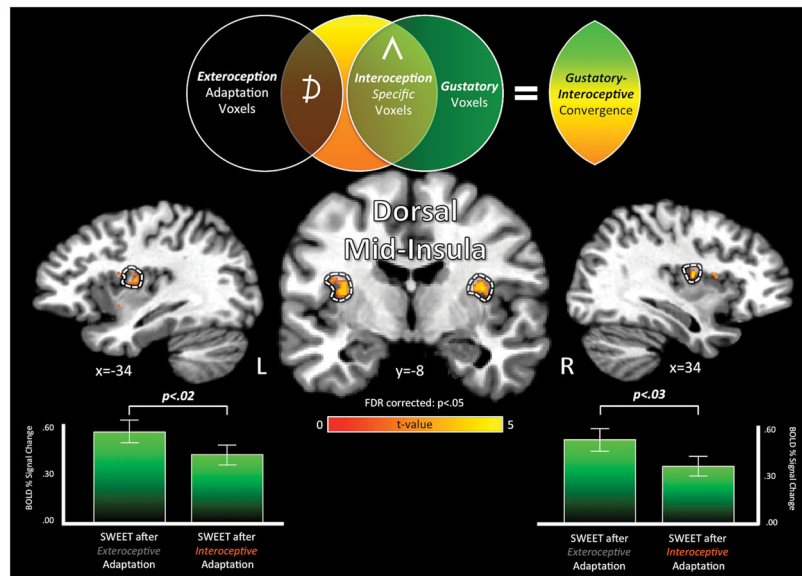 Exteroception
Adaptation
Voxels
Ɒ
Λ
Interoception
Specific
Voxels
Gustatory
Voxels
=
Gustatory-
Interoceptive
Convergence
Dorsal
Mid-Insula
x=-34
L
y=-8
R
x=34
FDR corrected: p<.05
0
t-value
5
p<.02
BOLD % Signal Change
.60
.30
.00
SWEET after
Exteroceptive
Adaptation
SWEET after
Interoceptive
Adaptation
p<.03
.60
.30
.00
BOLD % Signal Change
SWEET after
Exteroceptive
Adaptation
SWEET after
Interoceptive
Adaptation